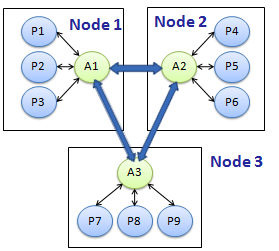 Node 1
P1
P2
P3
A1
Node 2
A2
P4
P5
P6
Node 3
A3
P7 P8 P9